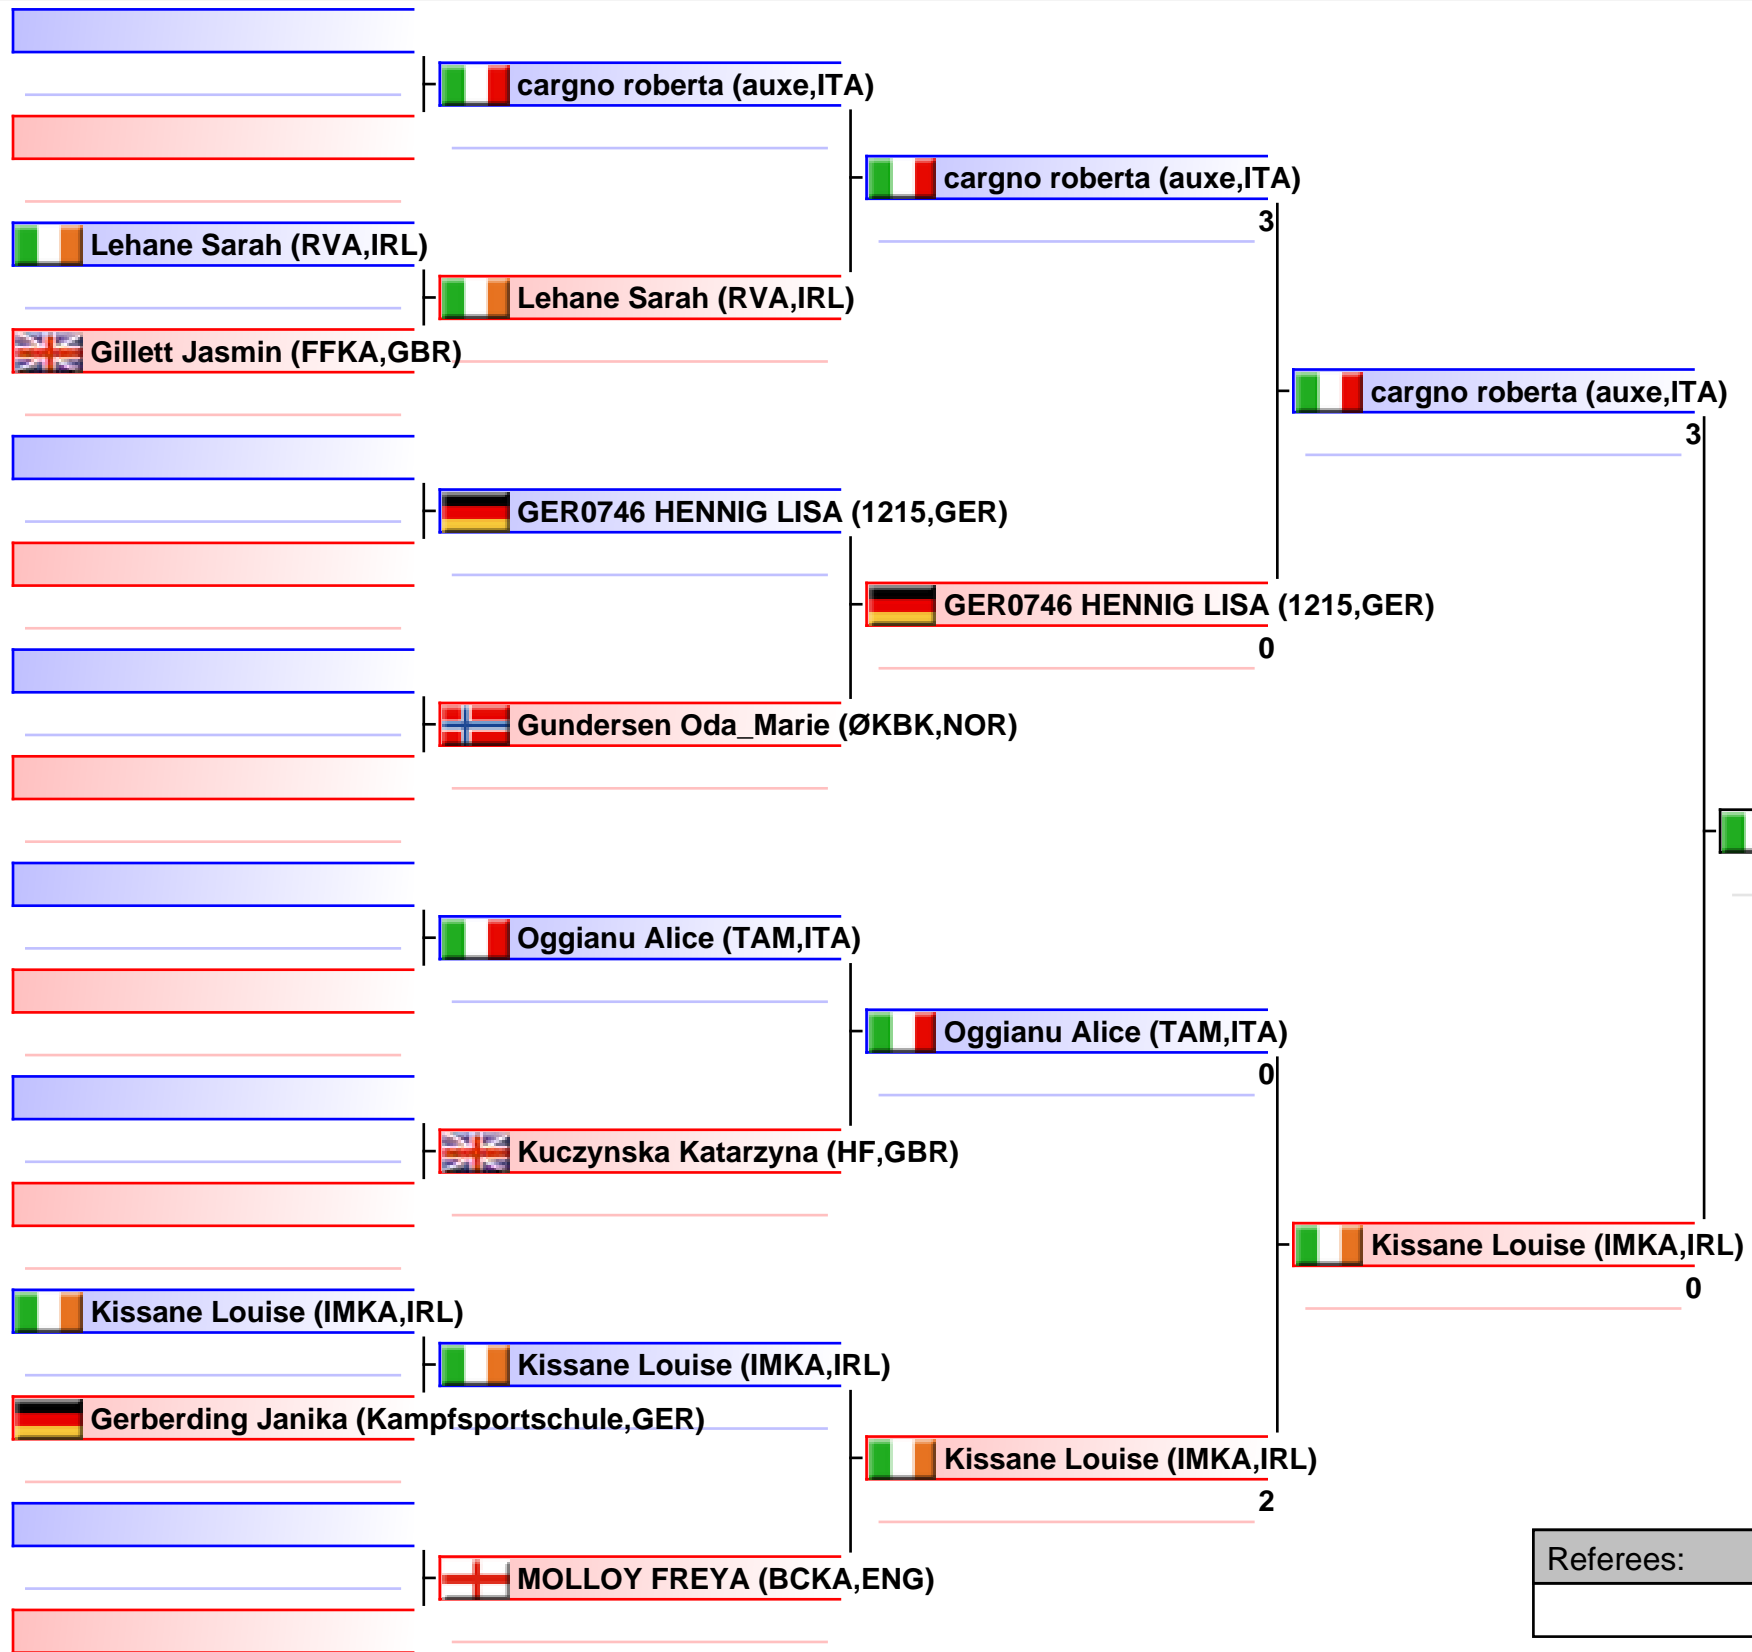 cargno roberta (auxe,ITA)
cargno roberta (auxe,ITA)
3
Lehane Sarah (RVA,IRL)
Lehane Sarah (RVA,IRL)
Gillett Jasmin (FFKA,GBR)
cargno roberta (auxe,ITA)
3
GER0746 HENNIG LISA (1215,GER)
GER0746 HENNIG LISA (1215,GER)
0
Gundersen Oda_Marie (ØKBK,NOR)
Oggianu Alice (TAM,ITA)
Oggianu Alice (TAM,ITA)
0
Kuczynska Katarzyna (HF,GBR)
Kissane Louise (IMKA,IRL)
0
Kissane Louise (IMKA,IRL)
Kissane Louise (IMKA,IRL)
Gerberding Janika (Kampfsportschule,GER)
Kissane Louise (IMKA,IRL)
2
Referees:
MOLLOY FREYA (BCKA,ENG)